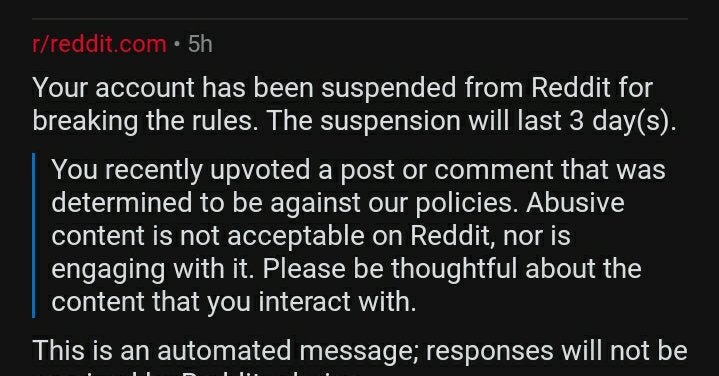 r/reddit.com • 5h
Your account has been suspended from Reddit for
breaking the rules. The suspension will last 3 day(s).
You recently upvoted a post or comment that was
determined to be against our policies. Abusive
content is not acceptable on Reddit, nor is
engaging with it. Please be thoughtful about the
content that you interact with.
This is an automated message; responses will not be